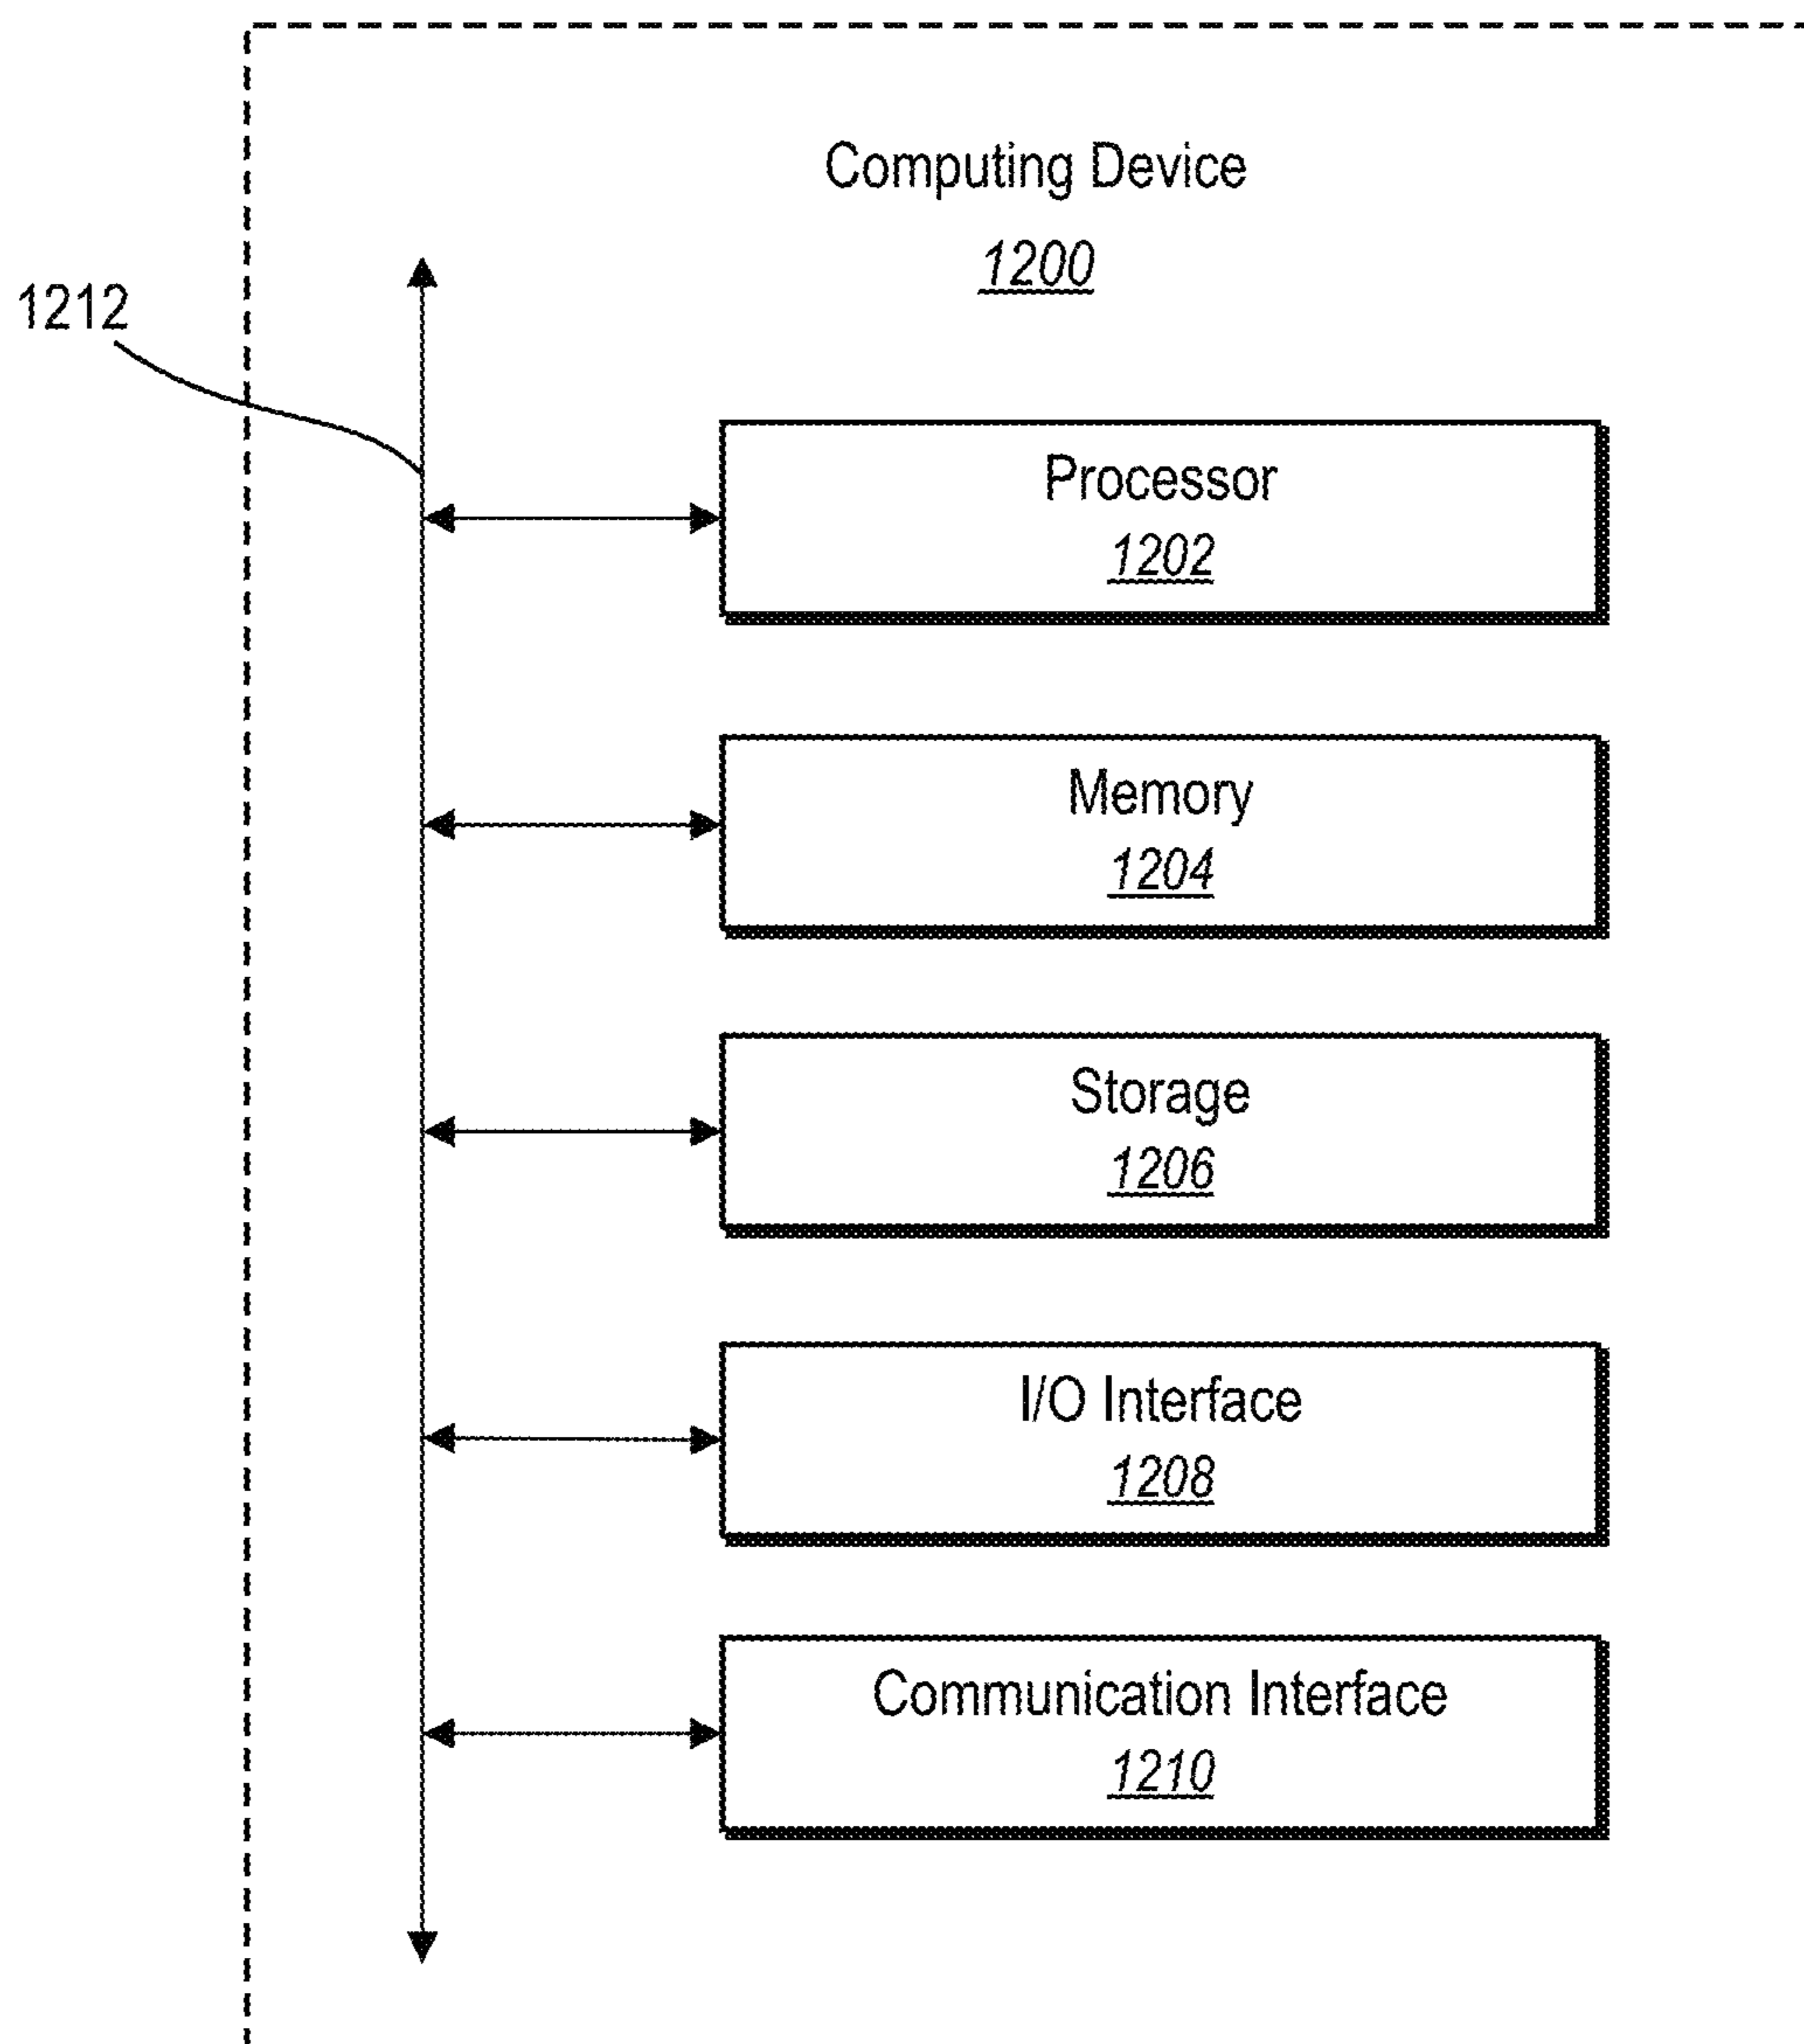 Computing Device
1200
1212
Processor
1202
Memory
1204
Storage
1206
I/O Interface
1208
Communication Interface
1210